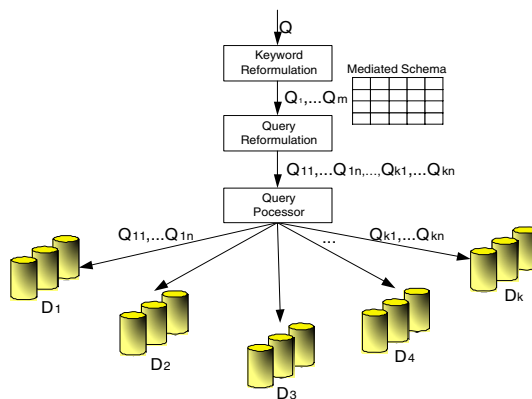 Q
Keyword
Reformulation
Mediated Schema
Q1,...Qm
Query
Reformulation
Q11,...Q1n,...,Qk1,...Qkn
Query
Pocessor
Q11,...Q1n
...
Qk1,...Qkn
D1
D2
D3
D4
Dk